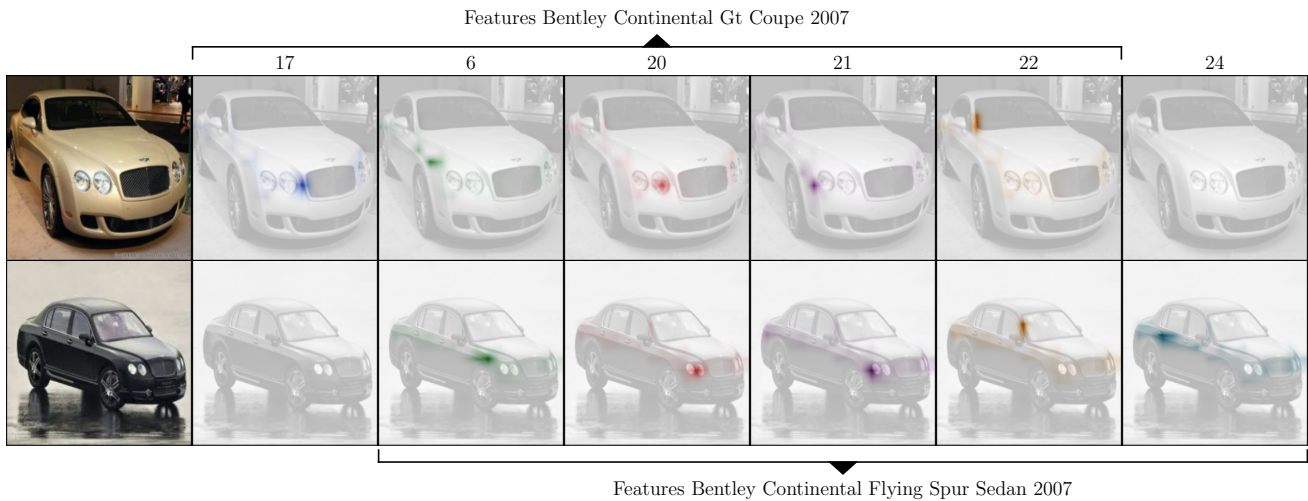 Features Bentley Continental Gt Coupe 2007
17 6 20 21 22 24
Features Bentley Continental Flying Spur Sedan 2007